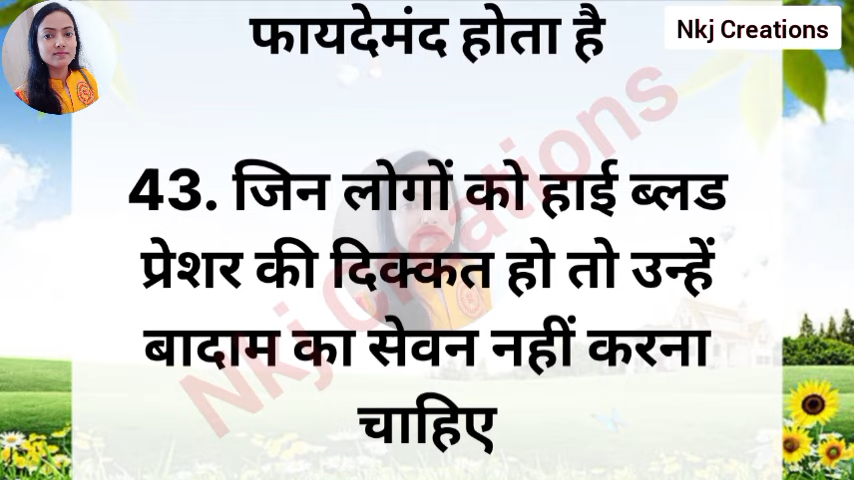 फायदेमंद होता है
Nkj Creations
43. जिन लोगों को हाई ब्लड
प्रेशर की दिक्कत हो तो उन्हें
बादाम का सेवन नहीं करना
चाहिए
Nkj Creations